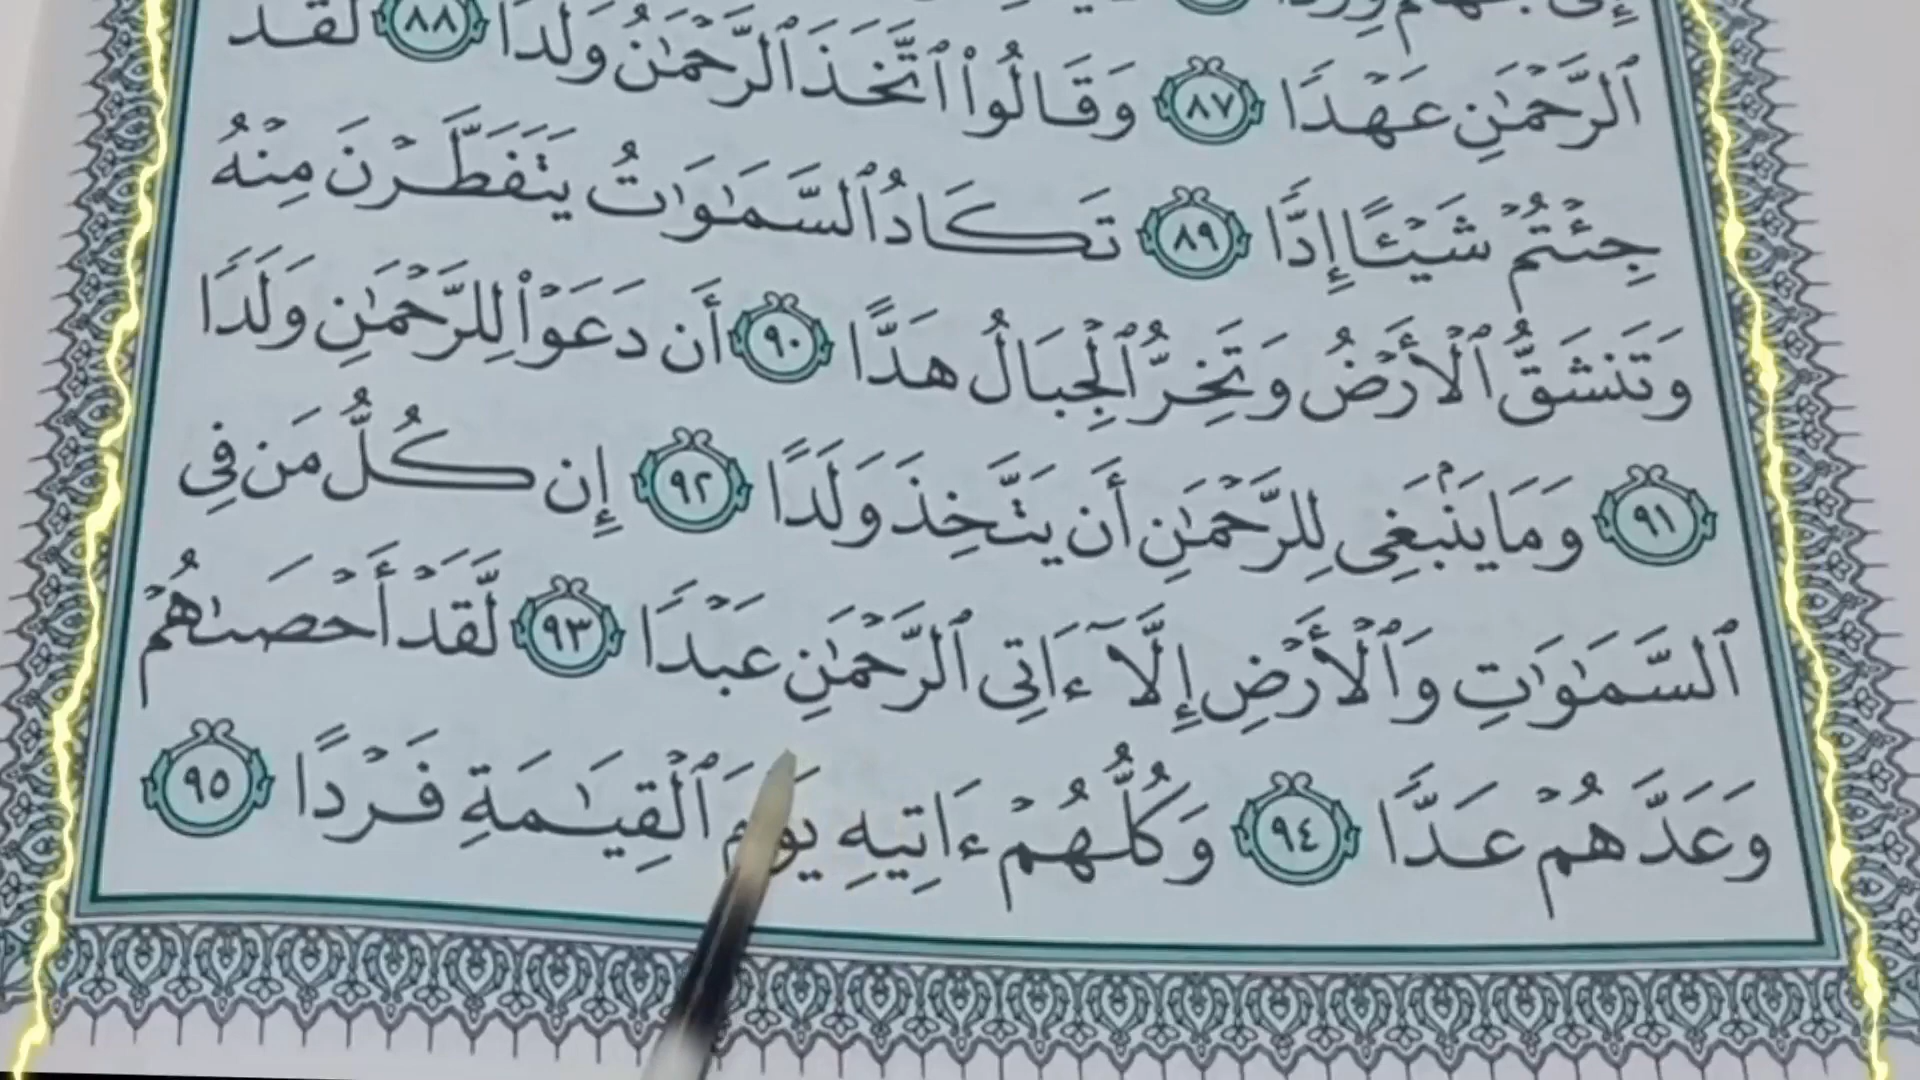 ٱلرَّحْمَٰنِ عَهْدًا ٨٧ وَقَالُوا۟ ٱتَّخَذَ ٱلرَّحْمَٰنُ وَلَدًا ٨٨ لَقَدْ
جِئْتُمْ شَيْـًٔا إِدًّا ٨٩ تَكَادُ ٱلسَّمَٰوَٰتُ يَتَفَطَّرْنَ مِنْهُ
وَتَنشَقُّ ٱلْأَرْضُ وَتَخِرُّ ٱلْجِبَالُ هَدًّا ٩٠ أَن دَعَوْا۟ لِلرَّحْمَٰنِ وَلَدًا
٩١ وَمَا يَنۢبَغِى لِلرَّحْمَٰنِ أَن يَتَّخِذَ وَلَدًا ٩٢ إِن كُلُّ مَن فِى
ٱلسَّمَٰوَٰتِ وَٱلْأَرْضِ إِلَّآ ءَاتِى ٱلرَّحْمَٰنِ عَبْدًا ٩٣ لَّقَدْ أَحْصَىٰهُمْ
وَعَدَّهُمْ عَدًّا ٩٤ وَكُلُّهُمْ ءَاتِيهِ يَوْمَ ٱلْقِيَٰمَةِ فَرْدًا ٩٥